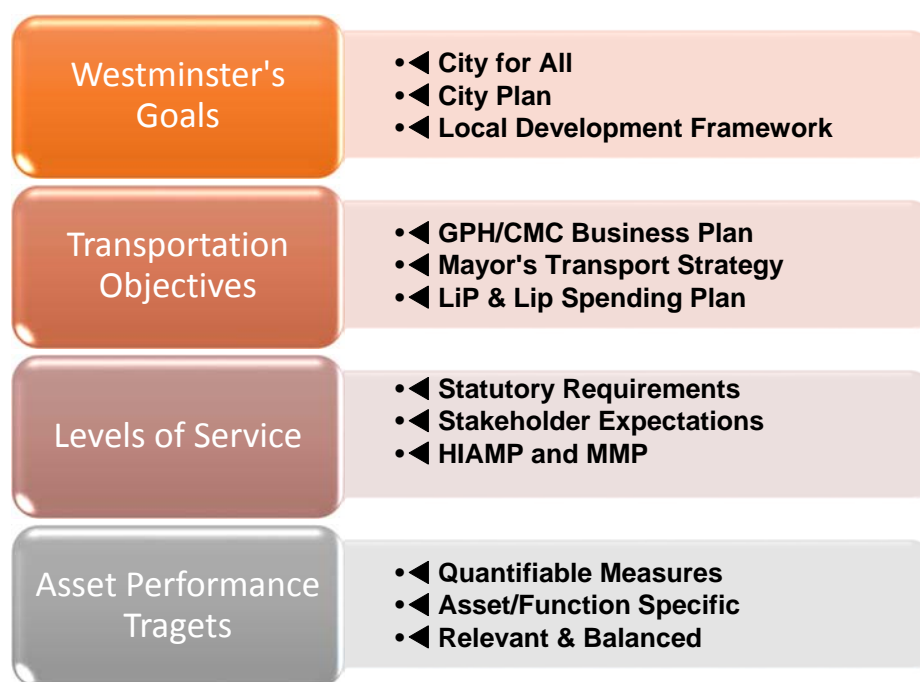 Westminster's
Goals
•◀ City for All
•◀ City Plan
•◀ Local Development Framework
Transportation
Objectives
•◀ GPH/CMC Business Plan
•◀ Mayor's Transport Strategy
•◀ LiP & Lip Spending Plan
Levels of Service
•◀ Statutory Requirements
•◀ Stakeholder Expectations
•◀ HIAMP and MMP
Asset Performance
Tragets
•◀ Quantifiable Measures
•◀ Asset/Function Specific
•◀ Relevant & Balanced